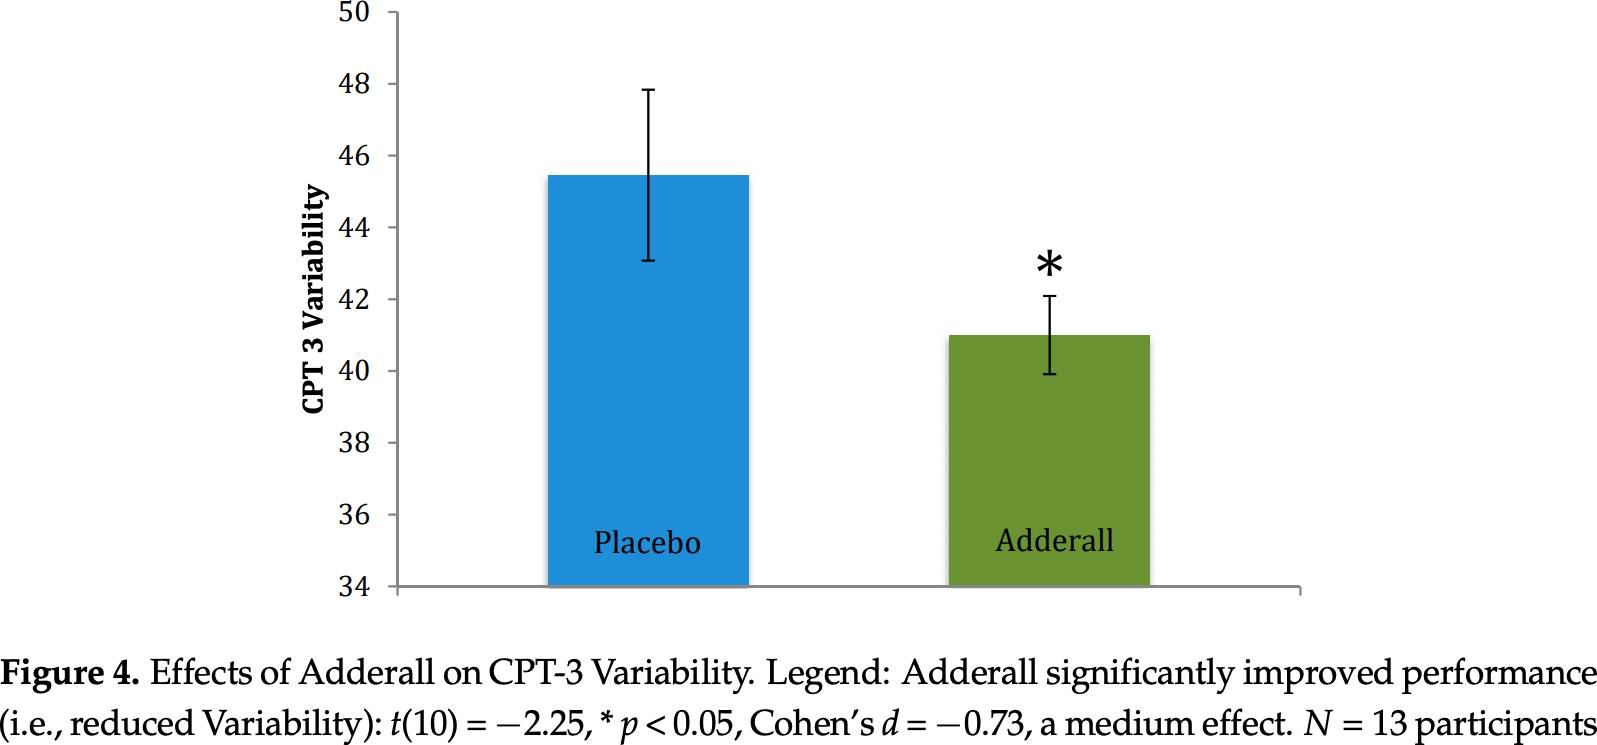 50
48
46
44
42
40
38
36
34
CPT 3 Variability
*
Placebo
Adderall
Figure 4. Effects of Adderall on CPT-3 Variability. Legend: Adderall significantly improved performance
(i.e., reduced Variability): t(10) = −2.25, * p < 0.05, Cohen’s d = −0.73, a medium effect. N = 13 participants